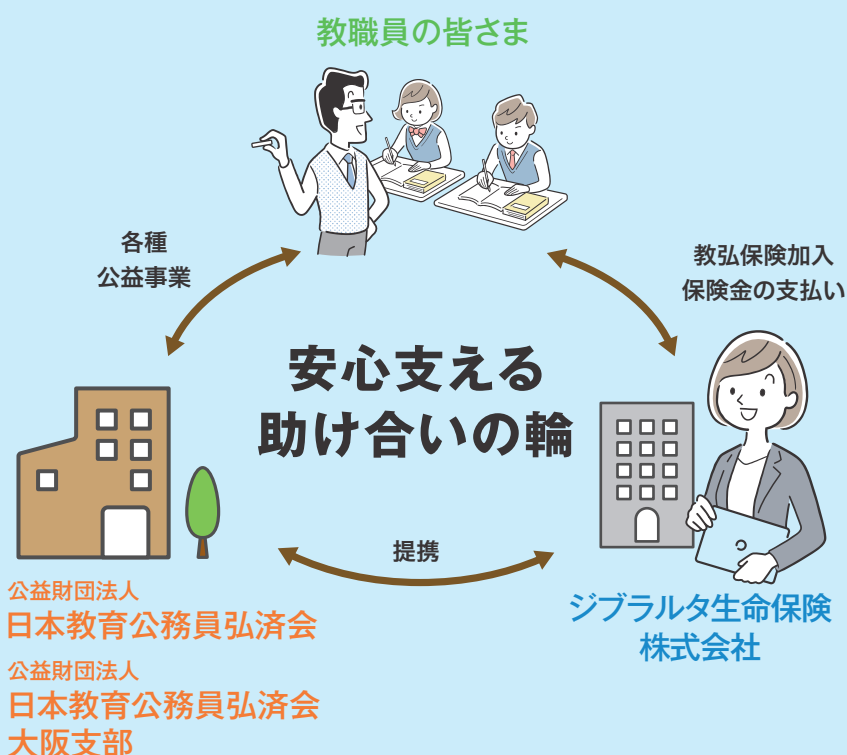 教職員の皆さま
各種
公益事業
教弘保険加入
保険金の支払い
安心支える
助け合いの輪
提携
公益財団法人
日本教育公務員弘済会
公益財団法人
日本教育公務員弘済会
大阪支部
ジブラルタ生命保険
株式会社